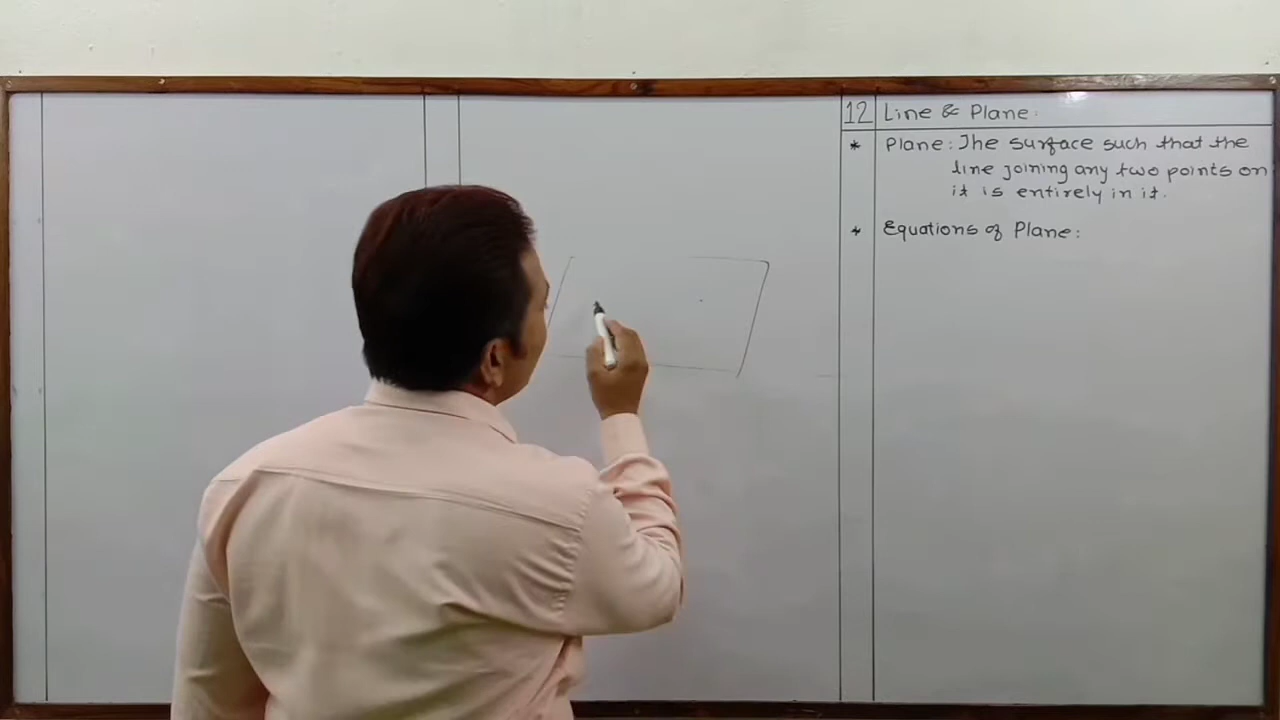 12 Line & Plane:
* Plane: The surface such that the
line joining any two points on
it is entirely in it.
* Equations of Plane: